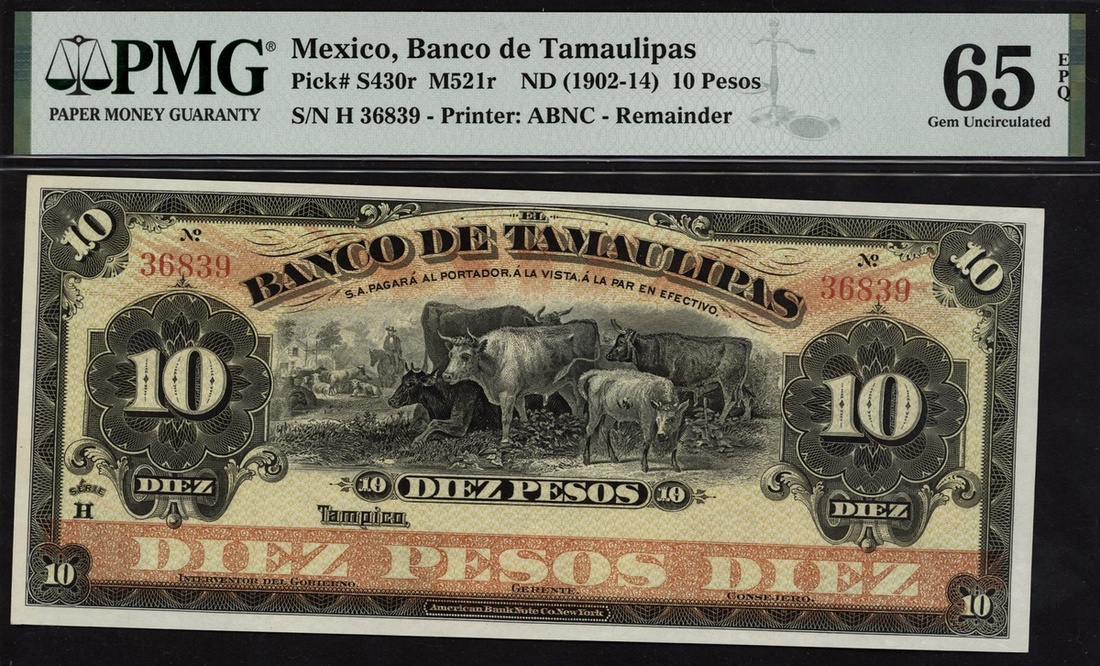 PMG®
PAPER MONEY GUARANTY
Mexico, Banco de Tamaulipas
Pick# S430r M521r ND (1902-14) 10 Pesos
S/N H 36839 - Printer: ABNC - Remainder
65 EPQ
Gem Uncirculated
10
EL
10
Nº
BANCO DE TAMAULIPAS
Nº
36839
S.A. PAGARÁ AL PORTADOR, Á LA VISTA, Á LA PAR EN EFECTIVO,
36839
10
10
DIEZ
10 DIEZ PESOS 10
DIEZ
SÉRIE
H
Tampico,
DIEZ PESOS DIEZ
10
INTERVENTOR DEL GOBIERNO.
GERENTE.
CONSEJERO.
10
American Bank Note Co. New York